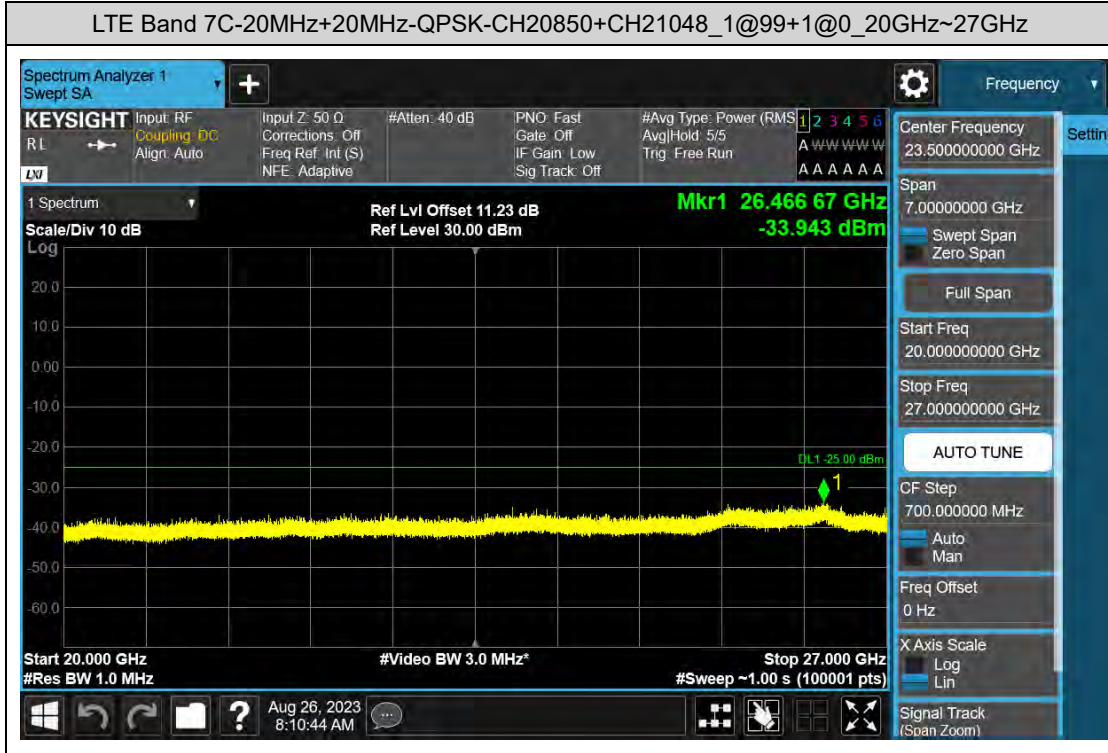 LTE Band 7C-20MHz+20MHz-QPSK-CH20850+CH21048_1@99+1@0_20GHz~27GHz
Spectrum Analyzer 1
Swept SA
+
Frequency
KEYSIGHT
RL
LXI
Input: RF
Coupling: DC
Align: Auto
Input Z: 50 Ω
Corrections: Off
Freq Ref: Int (S)
NFE: Adaptive
#Atten: 40 dB
PNO: Fast
Gate: Off
IF Gain: Low
Sig Track: Off
#Avg Type: Power (RMS
Avg|Hold: 5/5
Trig: Free Run
1 2 3 4 5 6
A W W W W W
A A A A A A
Center Frequency
23.500000000 GHz
Settin
1 Spectrum
Scale/Div 10 dB
Log
Ref Lvl Offset 11.23 dB
Ref Level 30.00 dBm
Mkr1 26.466 67 GHz
-33.943 dBm
Span
7.00000000 GHz
Swept Span
Zero Span
Full Span
Start Freq
20.000000000 GHz
Stop Freq
27.000000000 GHz
AUTO TUNE
CF Step
700.000000 MHz
Auto
Man
Freq Offset
0 Hz
X Axis Scale
Log
Lin
Signal Track
(Span Zoom)
20.0
10.0
0.00
-10.0
-20.0
-30.0
-40.0
-50.0
-60.0
DL1 -25.00 dBm
1
Start 20.000 GHz
#Res BW 1.0 MHz
#Video BW 3.0 MHz*
Stop 27.000 GHz
#Sweep ~1.00 s (100001 pts)
?
Aug 26, 2023
8:10:44 AM